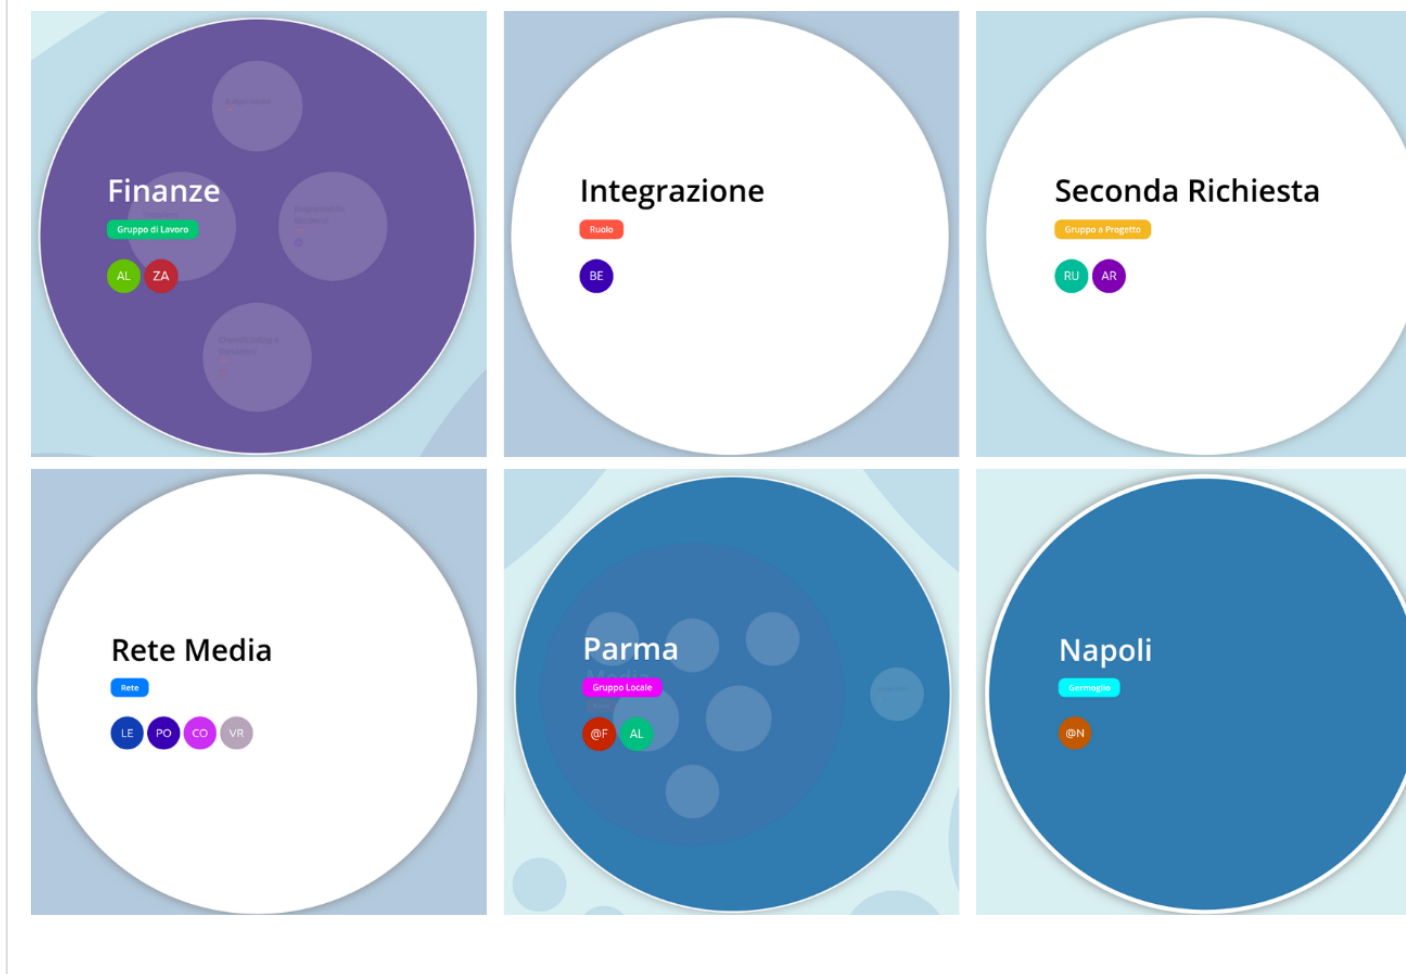 Finanze
Gruppo di Lavoro
AL ZA
Integrazione
Ruolo
BE
Seconda Richiesta
Gruppo a Progetto
RU AR
Rete Media
Rete
LE PO CO VR
Parma
Media
Gruppo Locale
@F AL
Napoli
Germoglio
@N